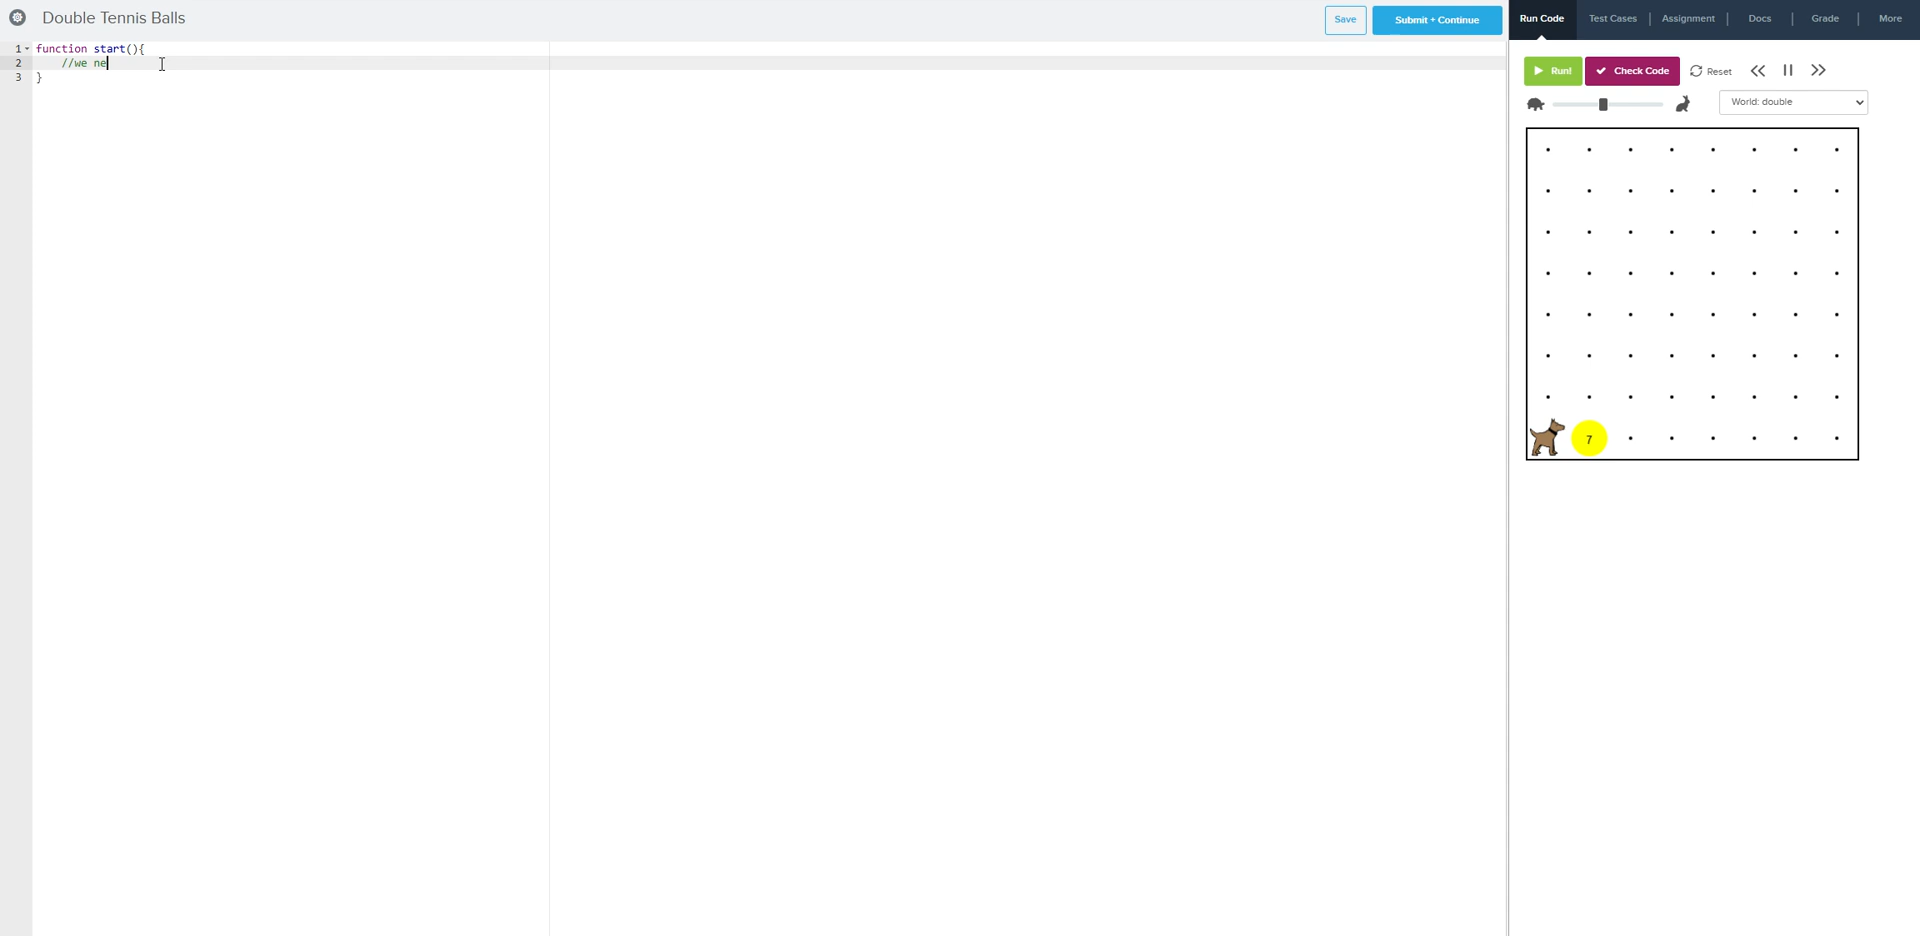 Double Tennis Balls
Save
Submit + Continue
Run Code
Test Cases
Assignment
Docs
Grade
More
1 function start(){
2 //we ne
3 }
Run!
Check Code
Reset
World: double
7